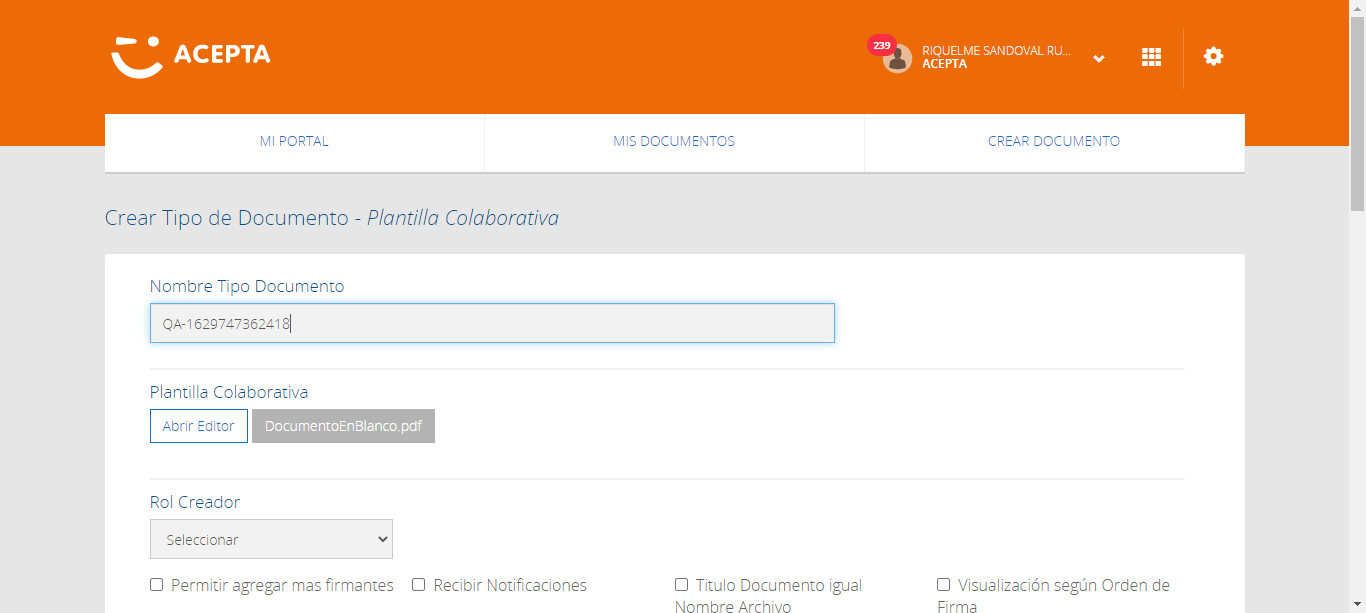 ACEPTA
239
RIQUELME SANDOVAL RU...
ACEPTA
MI PORTAL
MIS DOCUMENTOS
CREAR DOCUMENTO
Crear Tipo de Documento - Plantilla Colaborativa
Nombre Tipo Documento
QA-1629747362418
Plantilla Colaborativa
Abrir Editor
DocumentoEnBlanco.pdf
Rol Creador
Seleccionar
Permitir agregar mas firmantes
Recibir Notificaciones
Titulo Documento igual
Nombre Archivo
Visualización según Orden de
Firma